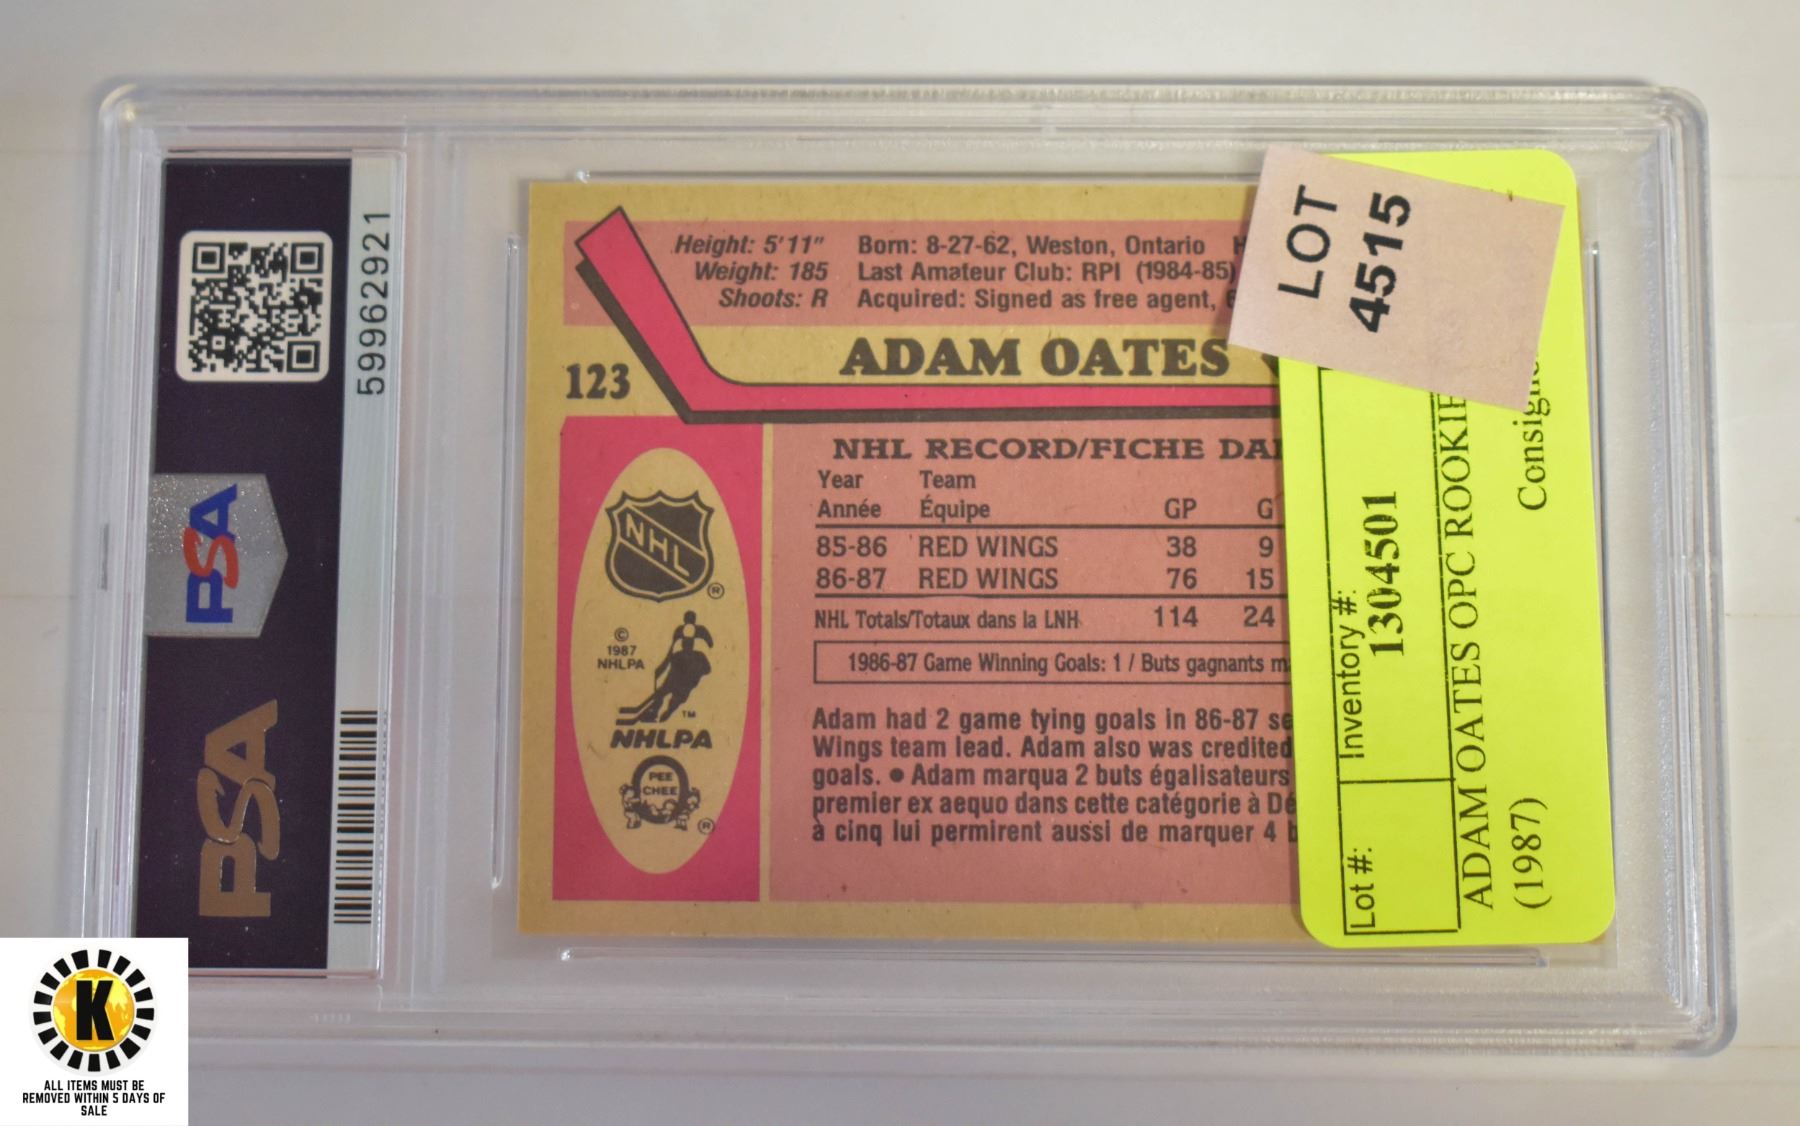 59962921
PSA
PSA
Height: 5'11"
Weight: 185
Shoots: R
Born: 8-27-62, Weston, Ontario H
Last Amateur Club: RPI (1984-85)
Acquired: Signed as free agent, 6
123
ADAM OATES
NHL RECORD/FICHE DA
Year Team
Année Équipe GP G
85-86 RED WINGS 38 9
86-87 RED WINGS 76 15
NHL Totals/Totaux dans la LNH 114 24
1986-87 Game Winning Goals: 1 / Buts gagnants m
Adam had 2 game tying goals in 86-87 se
Wings team lead. Adam also was credited
goals. ● Adam marqua 2 buts égalisateurs
premier ex aequo dans cette catégorie à Dé
à cinq lui permirent aussi de marquer 4 b
NHL
®
© 1987
NHLPA
TM
NHLPA
PEE
CHEE
®
LOT
4515
Lot #:
Inventory #:
1304501
ADAM OATES OPC ROOKIE
(1987)
Consign
K
ALL ITEMS MUST BE
REMOVED WITHIN 5 DAYS OF
SALE